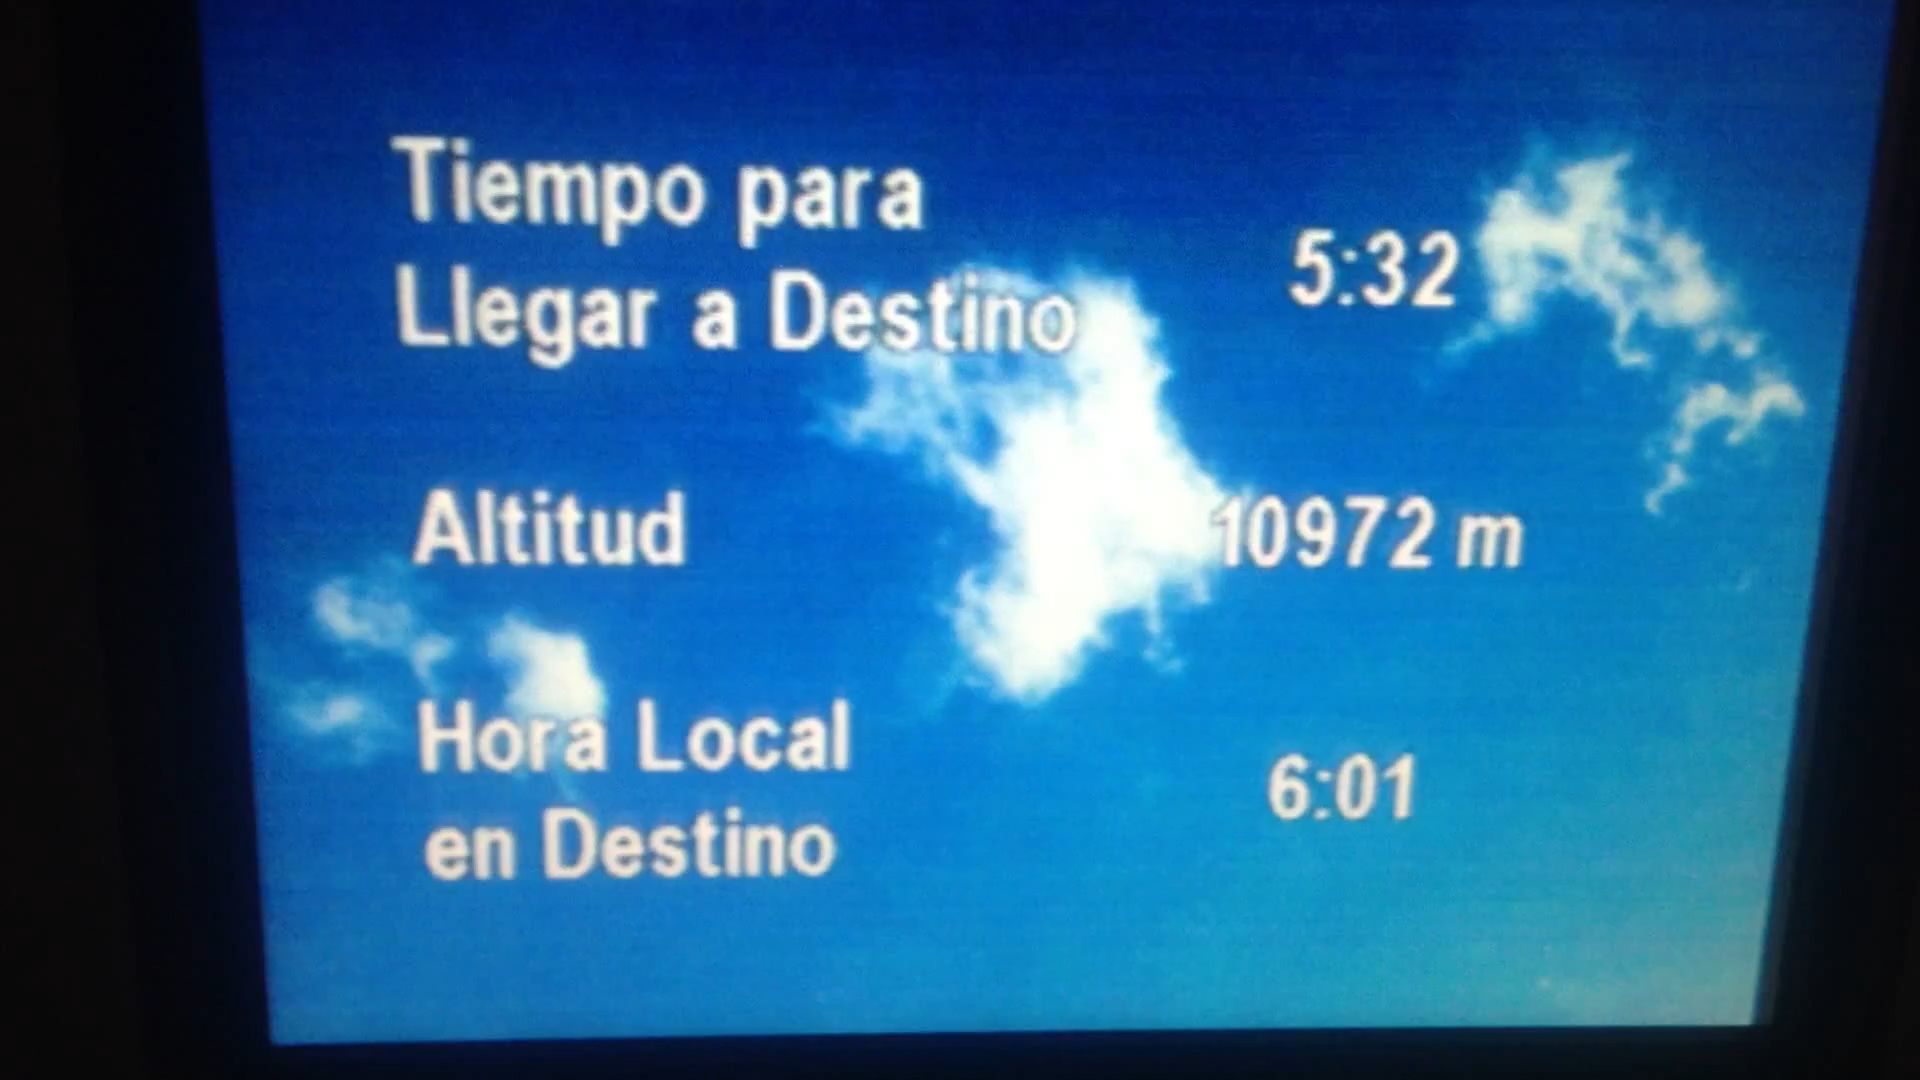 Tiempo para
Llegar a Destino
5:32
Altitud
10972 m
Hora Local
en Destino
6:01